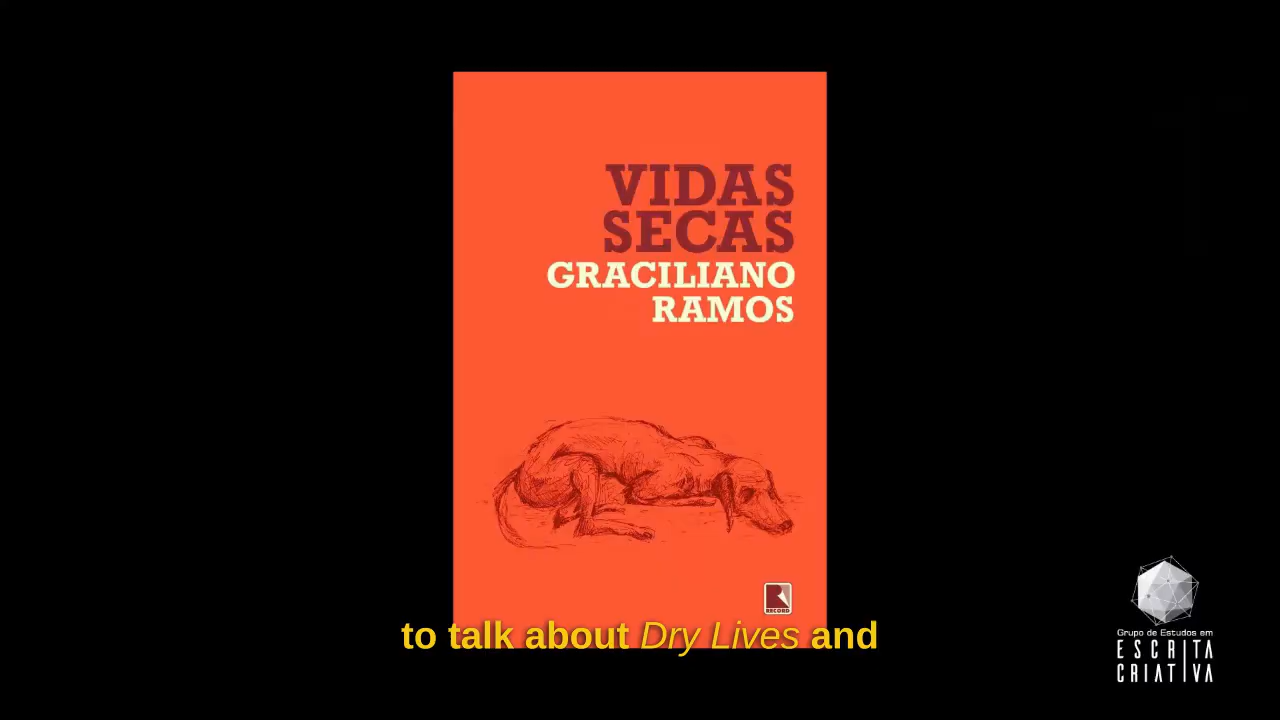 VIDAS
SECAS
GRACILIANO
RAMOS
RECORD
to talk about Dry Lives and
Grupo de Estudos em
ESCRITA
CRIATIVA